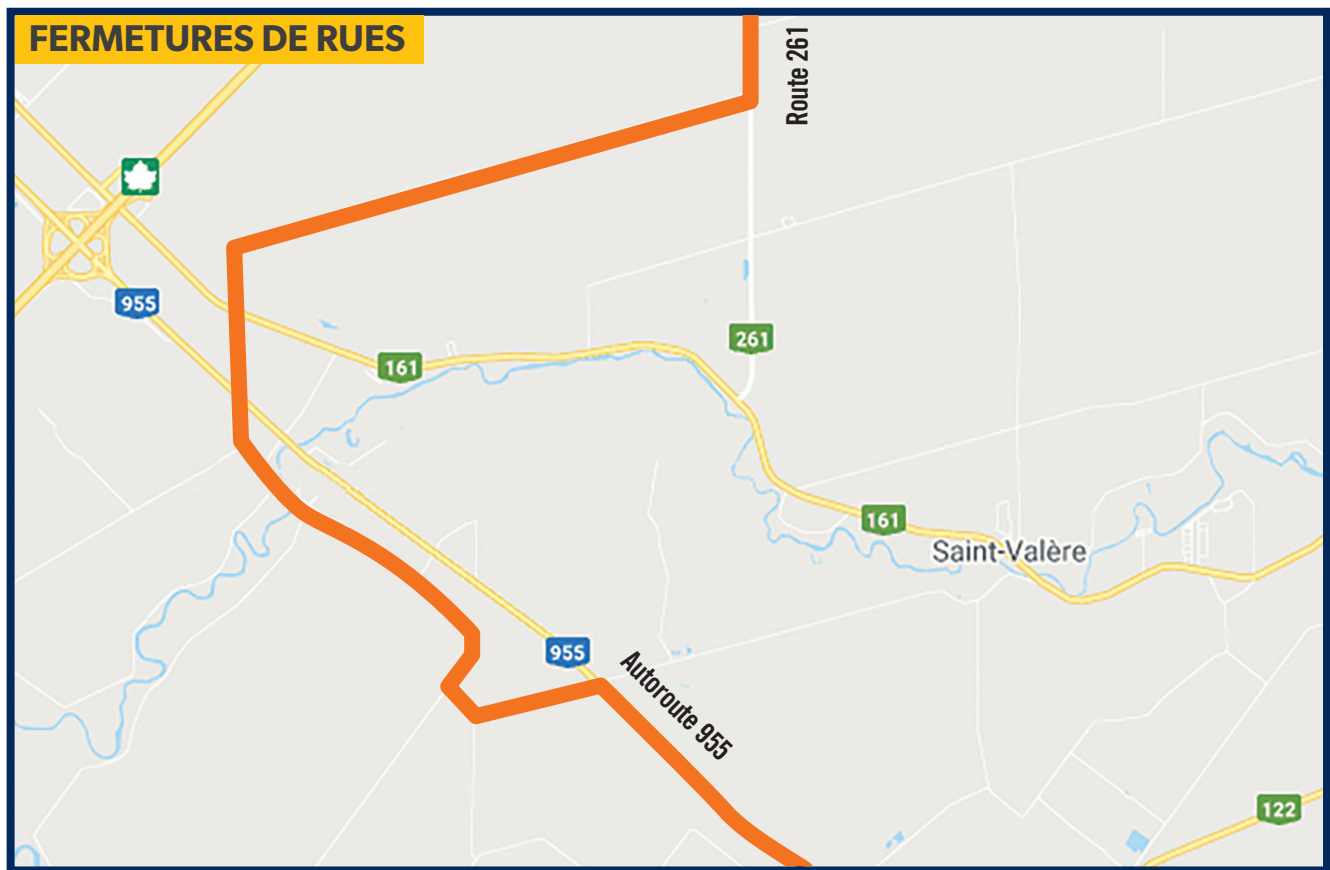 FERMETURES DE RUES
Route 261
955
161
261
161
Saint-Valère
955
Autoroute 955
122